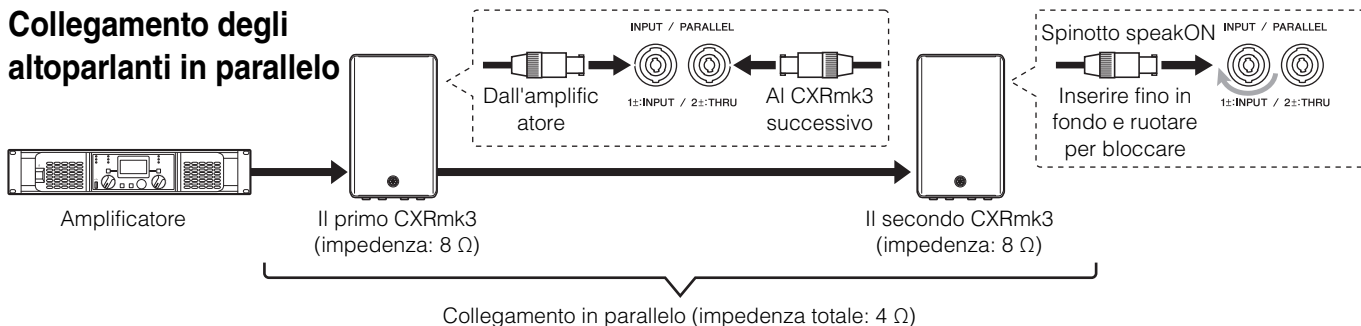 Collegamento degli
altoparlanti in parallelo
INPUT / PARALLEL
Dall'amplific
atore
1±:INPUT / 2±:THRU
Al CXRmk3
successivo
Spinotto speakON
INPUT / PARALLEL
Inserire fino in
fondo e ruotare
per bloccare
1±:INPUT / 2±:THRU
Amplificatore
Il primo CXRmk3
(impedenza: 8 Ω)
Il secondo CXRmk3
(impedenza: 8 Ω)
Collegamento in parallelo (impedenza totale: 4 Ω)